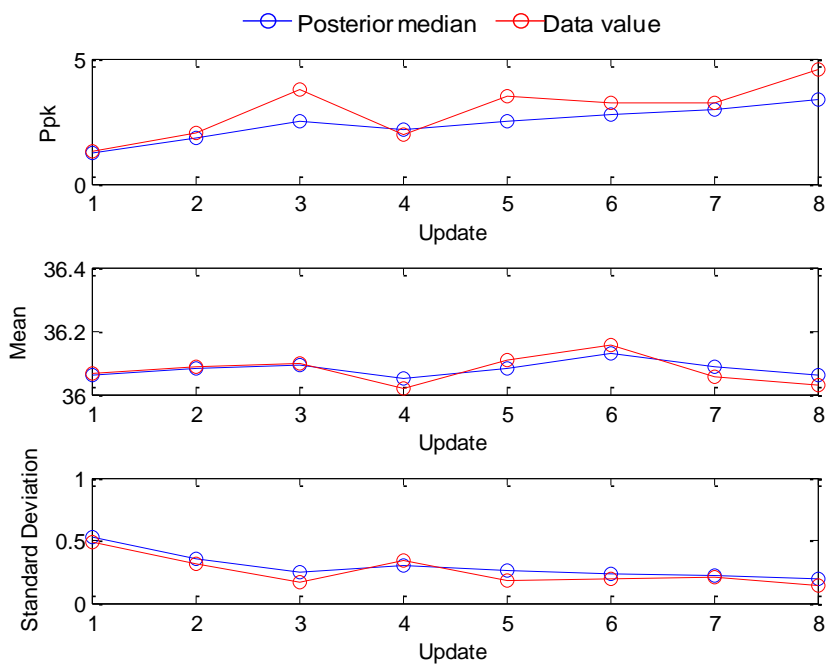 Posterior median Data value
5
0
Ppk
1 2 3 4 5 6 7 8
Update
36.4
36.2
36
Mean
1 2 3 4 5 6 7 8
Update
1
0.5
0
Standard Deviation
1 2 3 4 5 6 7 8
Update